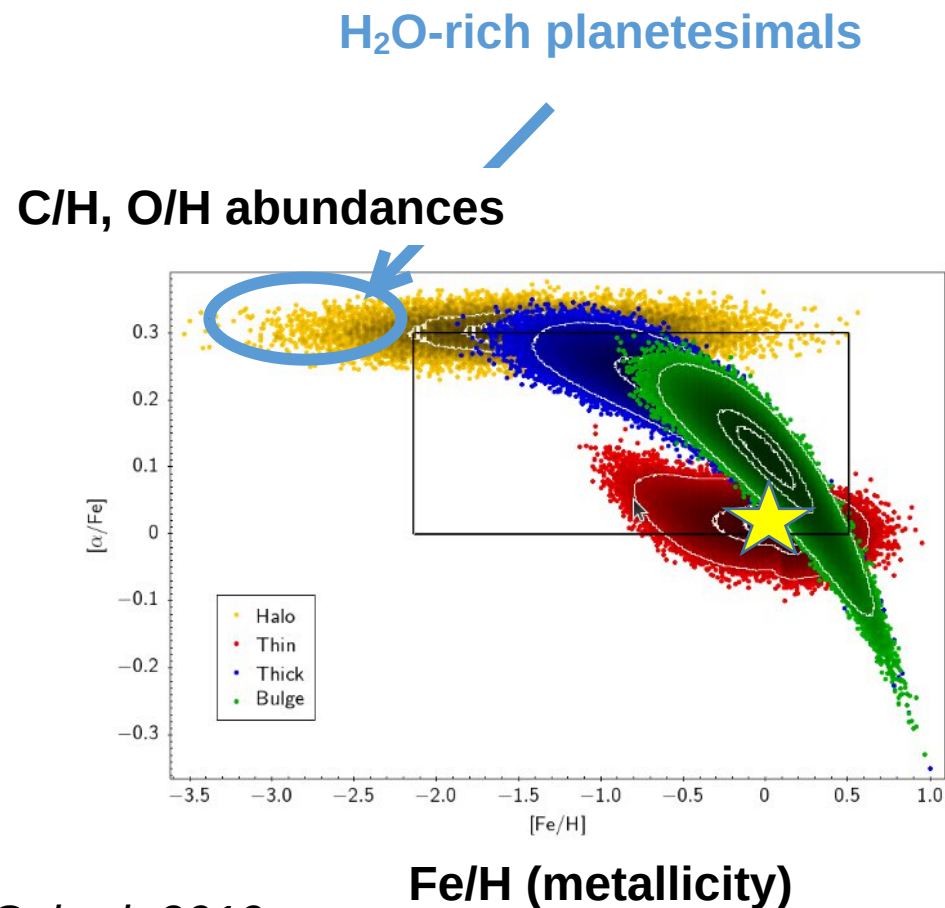 H₂O-rich planetesimals
C/H, O/H abundances
[α/Fe]
0.3
0.2
0.1
0
−0.1
−0.2
−0.3
Halo
Thin
Thick
Bulge
−3.5 −3.0 −2.5 −2.0 −1.5 −1.0 −0.5 0 0.5 1.0
[Fe/H]
Fe/H (metallicity)